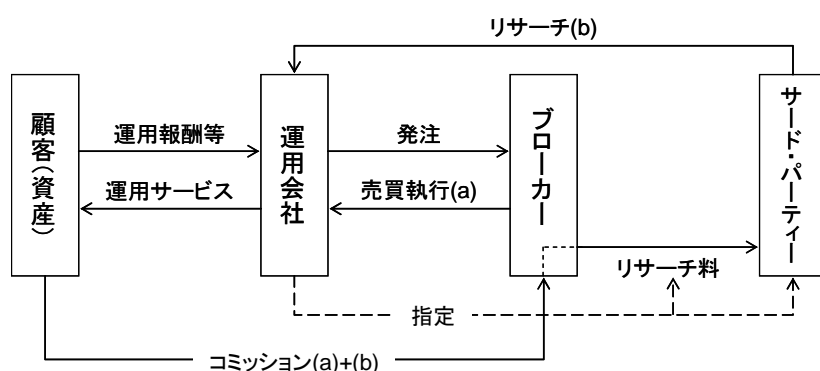 リサーチ(b)
顧客(資産)
運用報酬等
運用サービス
運用会社
発注
売買執行(a)
ブローカー
リサーチ料
サード・パーティー
指定
コミッション(a)+(b)